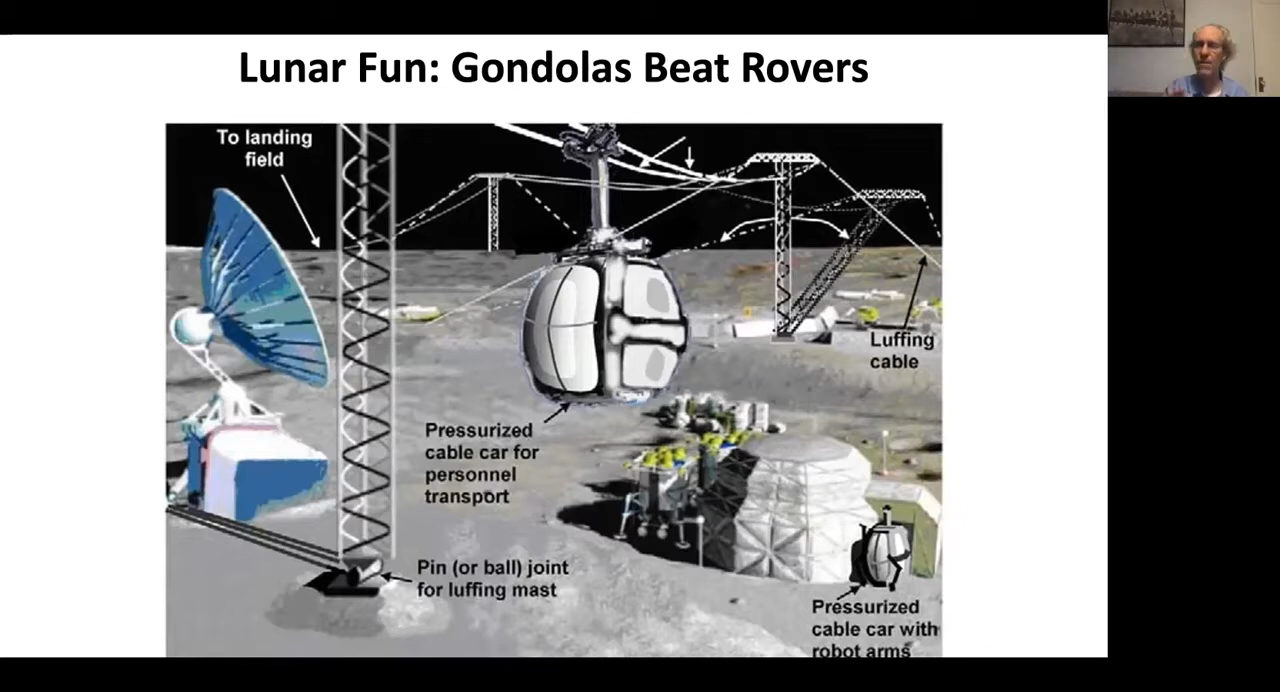 Lunar Fun: Gondolas Beat Rovers
To landing
field
Luffing
cable
Pressurized
cable car for
personnel
transport
Pin (or ball) joint
for luffing mast
Pressurized
cable car with
robot arms